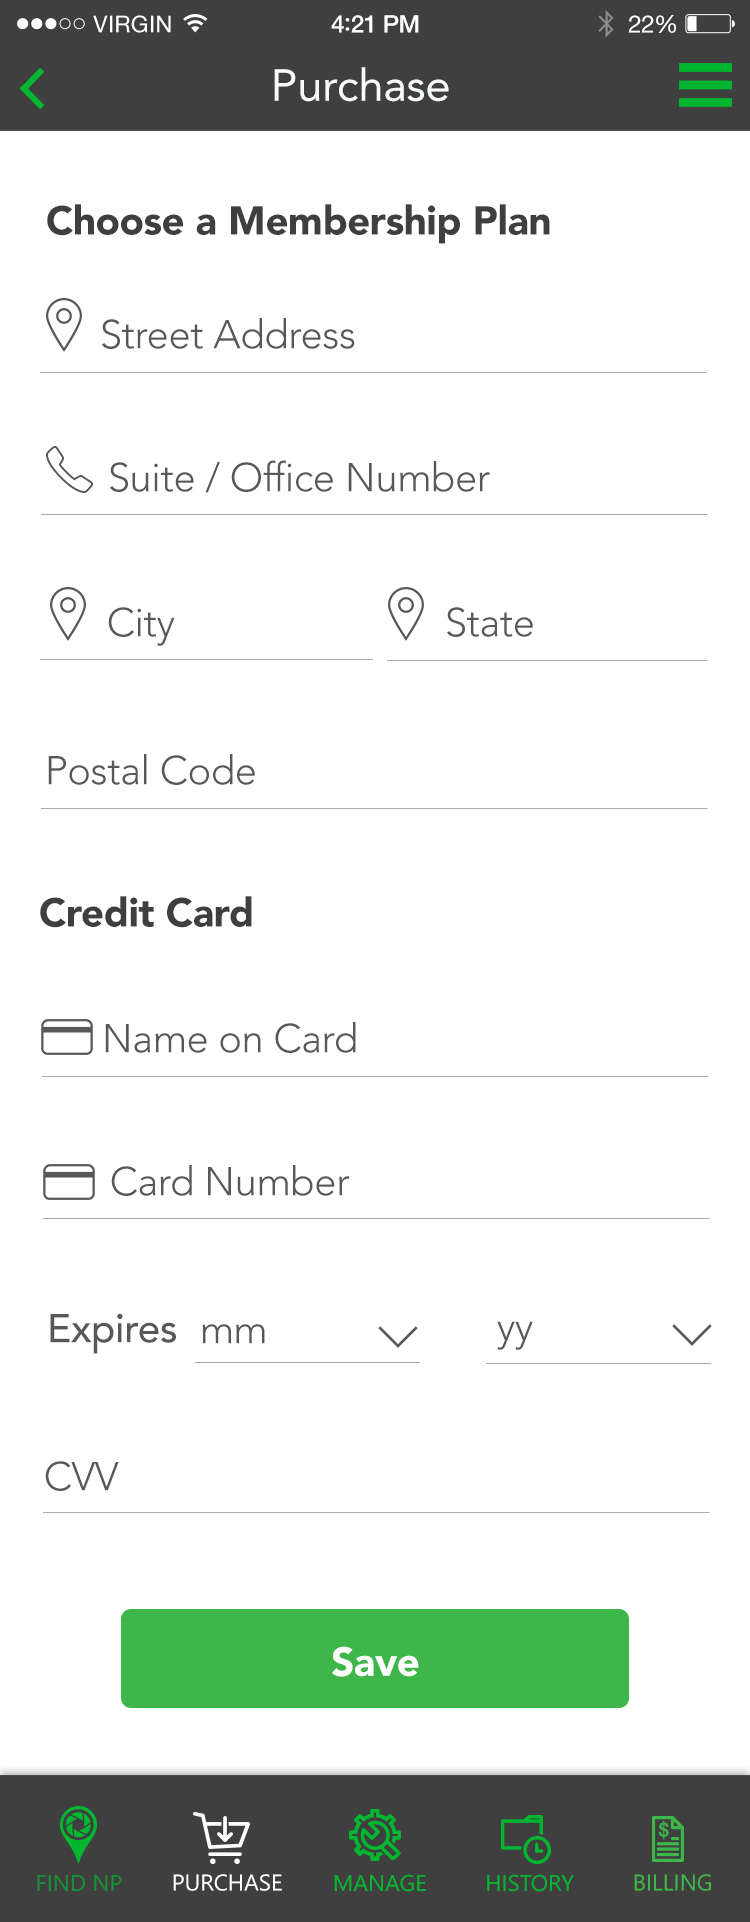 VIRGIN 4:21 PM 22%
Purchase
Choose a Membership Plan
Street Address
Suite / Office Number
City State
Postal Code
Credit Card
Name on Card
Card Number
Expires mm yy
CVV
Save
FIND NP PURCHASE MANAGE HISTORY BILLING